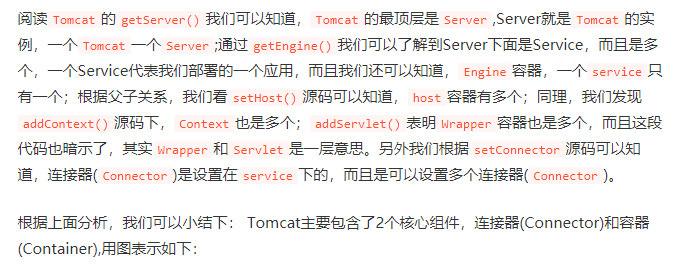 阅读 Tomcat 的 getServer() 我们可以知道，Tomcat 的最顶层是 Server ,Server就是 Tomcat 的实
例，一个 Tomcat 一个 Server ;通过 getEngine() 我们可以了解到Server下面是Service，而且是多
个，一个Service代表我们部署的一个应用，而且我们还可以知道，Engine 容器，一个 service 只
有一个；根据父子关系，我们看 setHost() 源码可以知道，host 容器有多个；同理，我们发现
addContext() 源码下，Context 也是多个；addServlet() 表明 Wrapper 容器也是多个，而且这段
代码也暗示了，其实 Wrapper 和 Servlet 是一层意思。另外我们根据 setConnector 源码可以知
道，连接器( Connector )是设置在 service 下的，而且是可以设置多个连接器( Connector )。
根据上面分析，我们可以小结下： Tomcat主要包含了2个核心组件，连接器(Connector)和容器
(Container),用图表示如下：